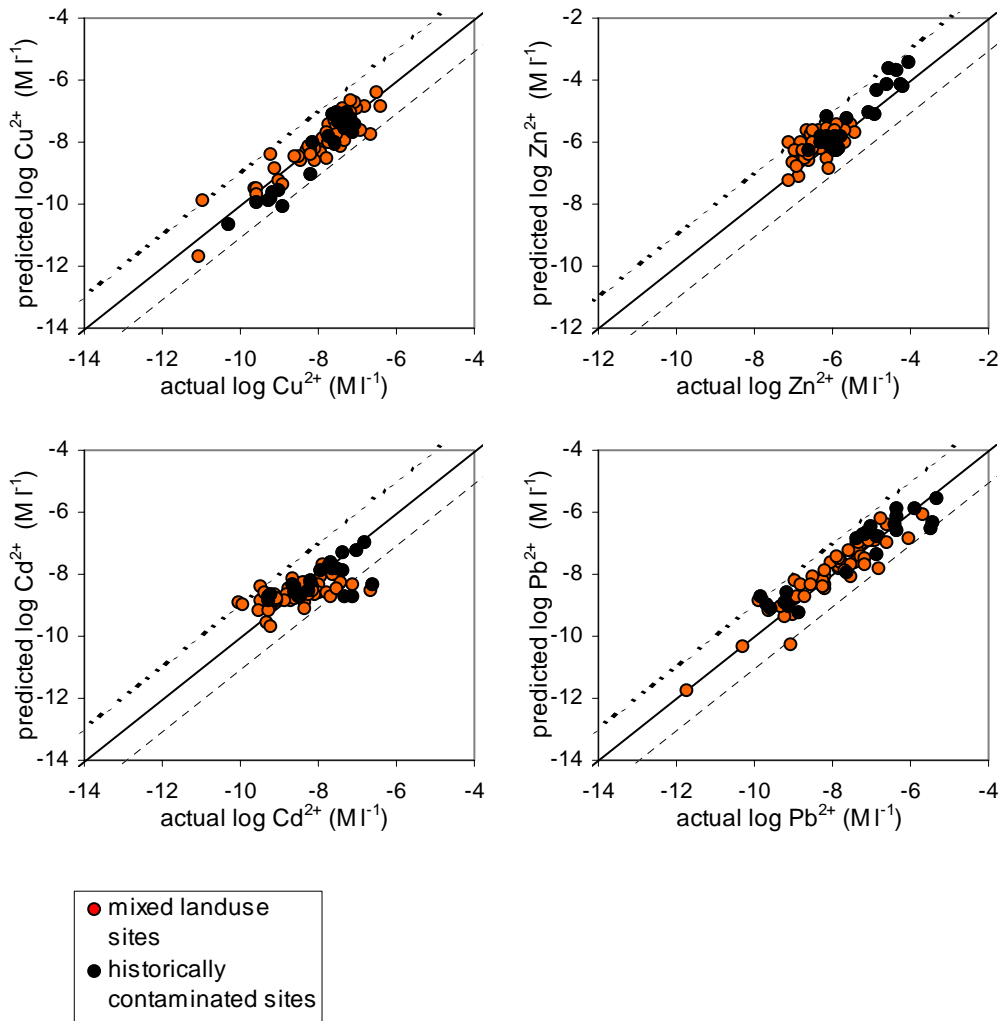 -4
-6
-8
-10
-12
-14
predicted log Cu²⁺ (M l⁻¹)
-14 -12 -10 -8 -6 -4
actual log Cu²⁺ (M l⁻¹)
-2
-4
-6
-8
-10
-12
predicted log Zn²⁺ (M l⁻¹)
-12 -10 -8 -6 -4 -2
actual log Zn²⁺ (M l⁻¹)
-4
-6
-8
-10
-12
-14
predicted log Cd²⁺ (M l⁻¹)
-14 -12 -10 -8 -6 -4
actual log Cd²⁺ (M l⁻¹)
-4
-6
-8
-10
-12
-14
predicted log Pb²⁺ (M l⁻¹)
-14 -12 -10 -8 -6 -4
actual log Pb²⁺ (M l⁻¹)
mixed landuse
sites
historically
contaminated sites